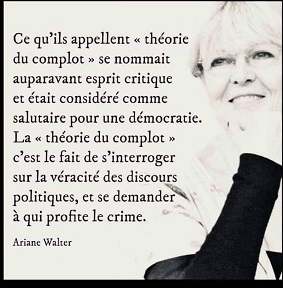 Ce qu'ils appellent « théorie
du complot » se nommait
auparavant esprit critique
et était considéré comme
salutaire pour une démocratie.
La « théorie du complot »
c'est le fait de s'interroger
sur la véracité des discours
politiques, et se demander
à qui profite le crime.
Ariane Walter